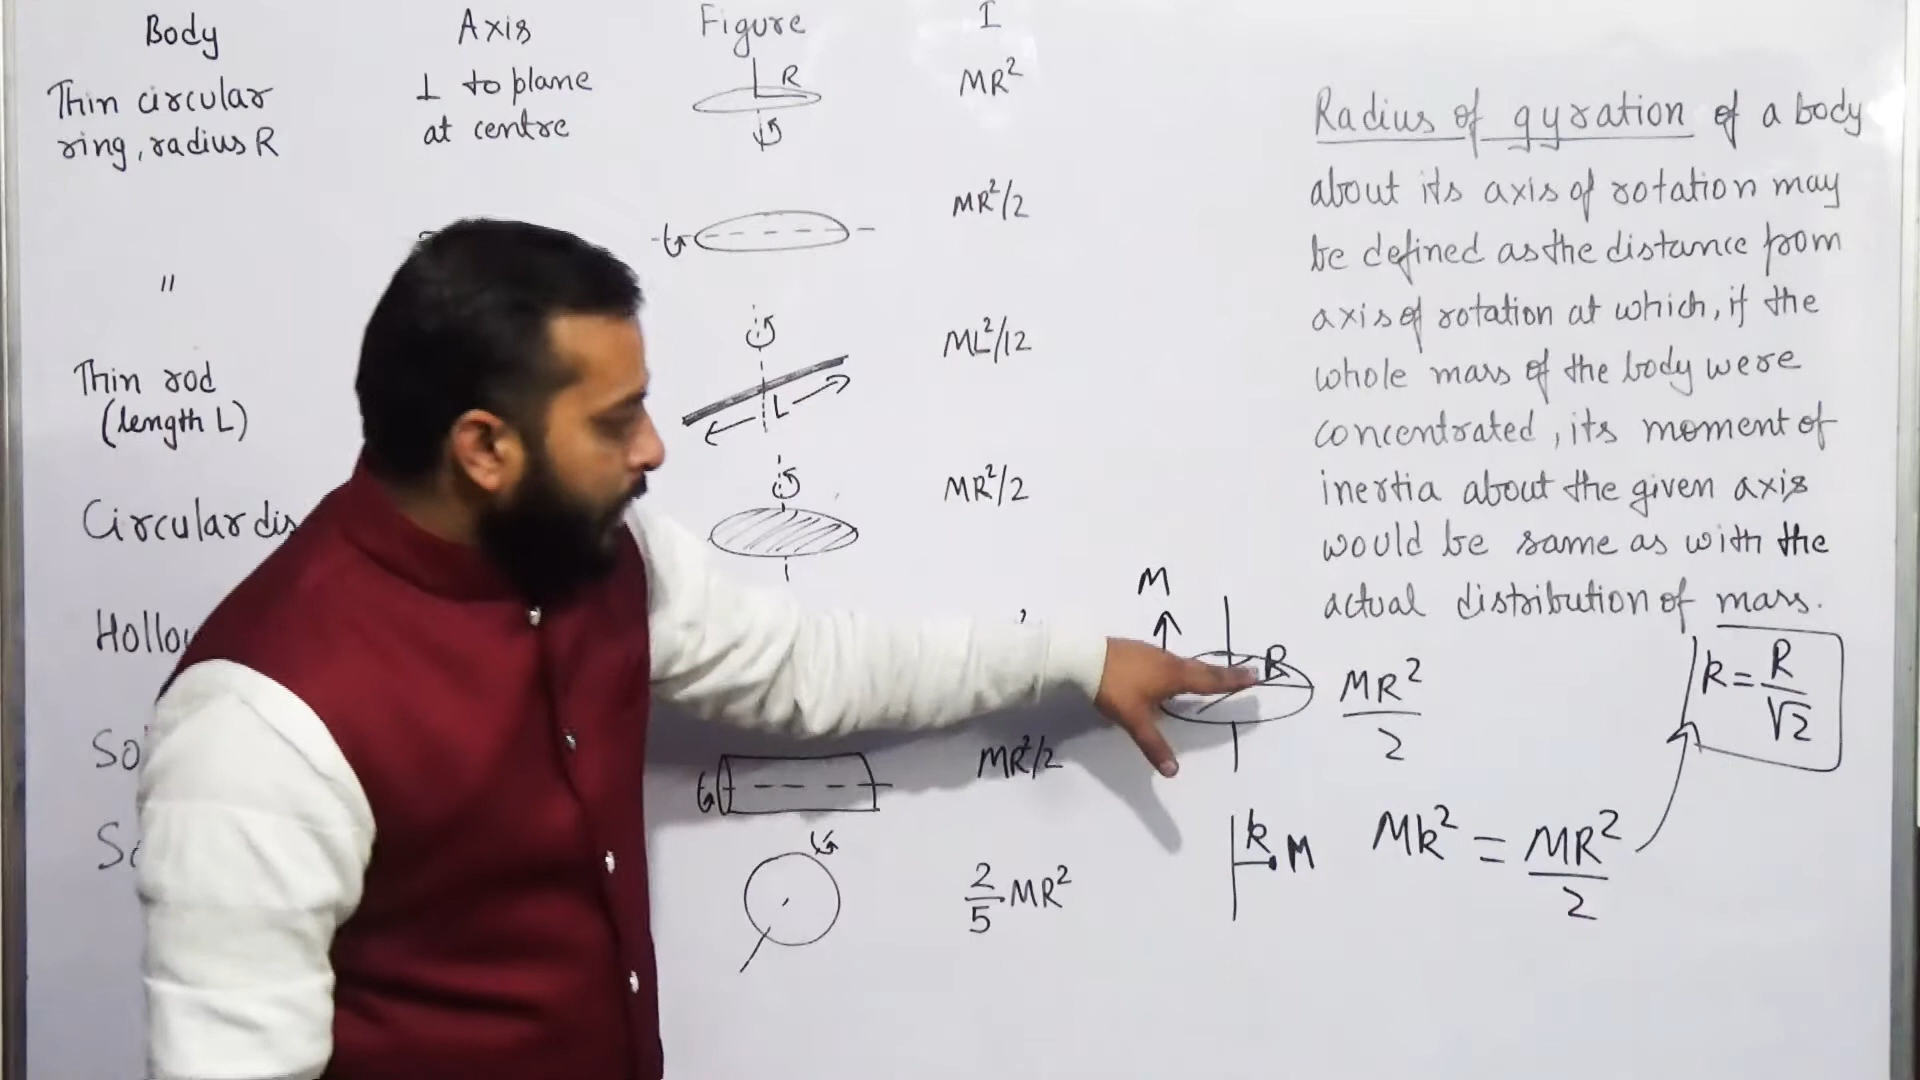 Body Axis Figure I
Thin circular
ring, radius R
⊥ to plane
at centre
R
MR²
MR²/2
"
Thin rod
(length L)
L
ML²/12
Circular dis
MR²/2
Hollo
So
MR²/2
2/5 MR²
Radius of gyration of a body
about its axis of rotation may
be defined as the distance from
axis of rotation at which, if the
whole mass of the body were
concentrated, its moment of
inertia about the given axis
would be same as with the
actual distribution of mass.
M
R
MR²/2
k = R/√2
k M
Mk² = MR²/2